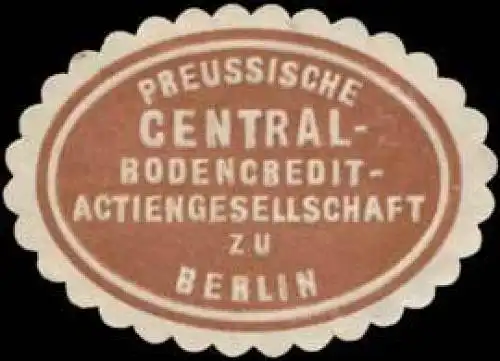 PREUSSISCHE
CENTRAL-
BODENCREDIT-
ACTIENGESELLSCHAFT
ZU
BERLIN